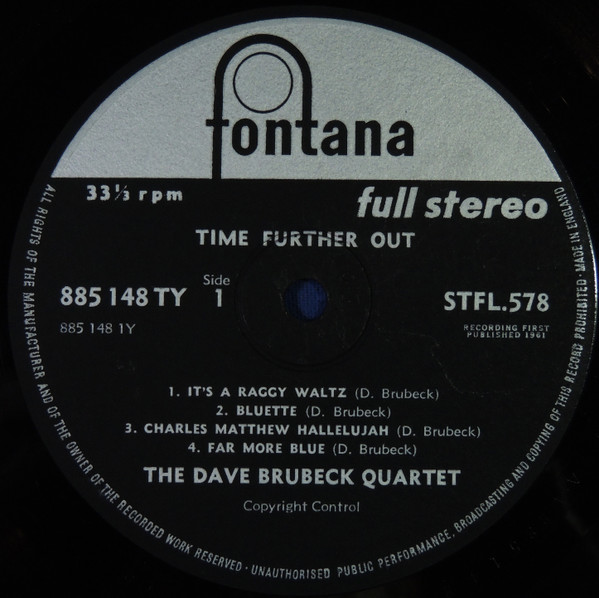 fontana
33⅓ rpm
full stereo
TIME FURTHER OUT
885 148 TY
Side
1
STFL.578
885 148 1Y
RECORDING FIRST
PUBLISHED 1961
1. IT'S A RAGGY WALTZ (D. Brubeck)
2. BLUETTE (D. Brubeck)
3. CHARLES MATTHEW HALLELUJAH (D. Brubeck)
4. FAR MORE BLUE (D. Brubeck)
THE DAVE BRUBECK QUARTET
Copyright Control
ALL RIGHTS OF THE MANUFACTURER AND OF THE OWNER OF THE RECORDED WORK RESERVED · UNAUTHORISED PUBLIC PERFORMANCE, BROADCASTING AND COPYING OF THIS RECORD PROHIBITED · MADE IN ENGLAND